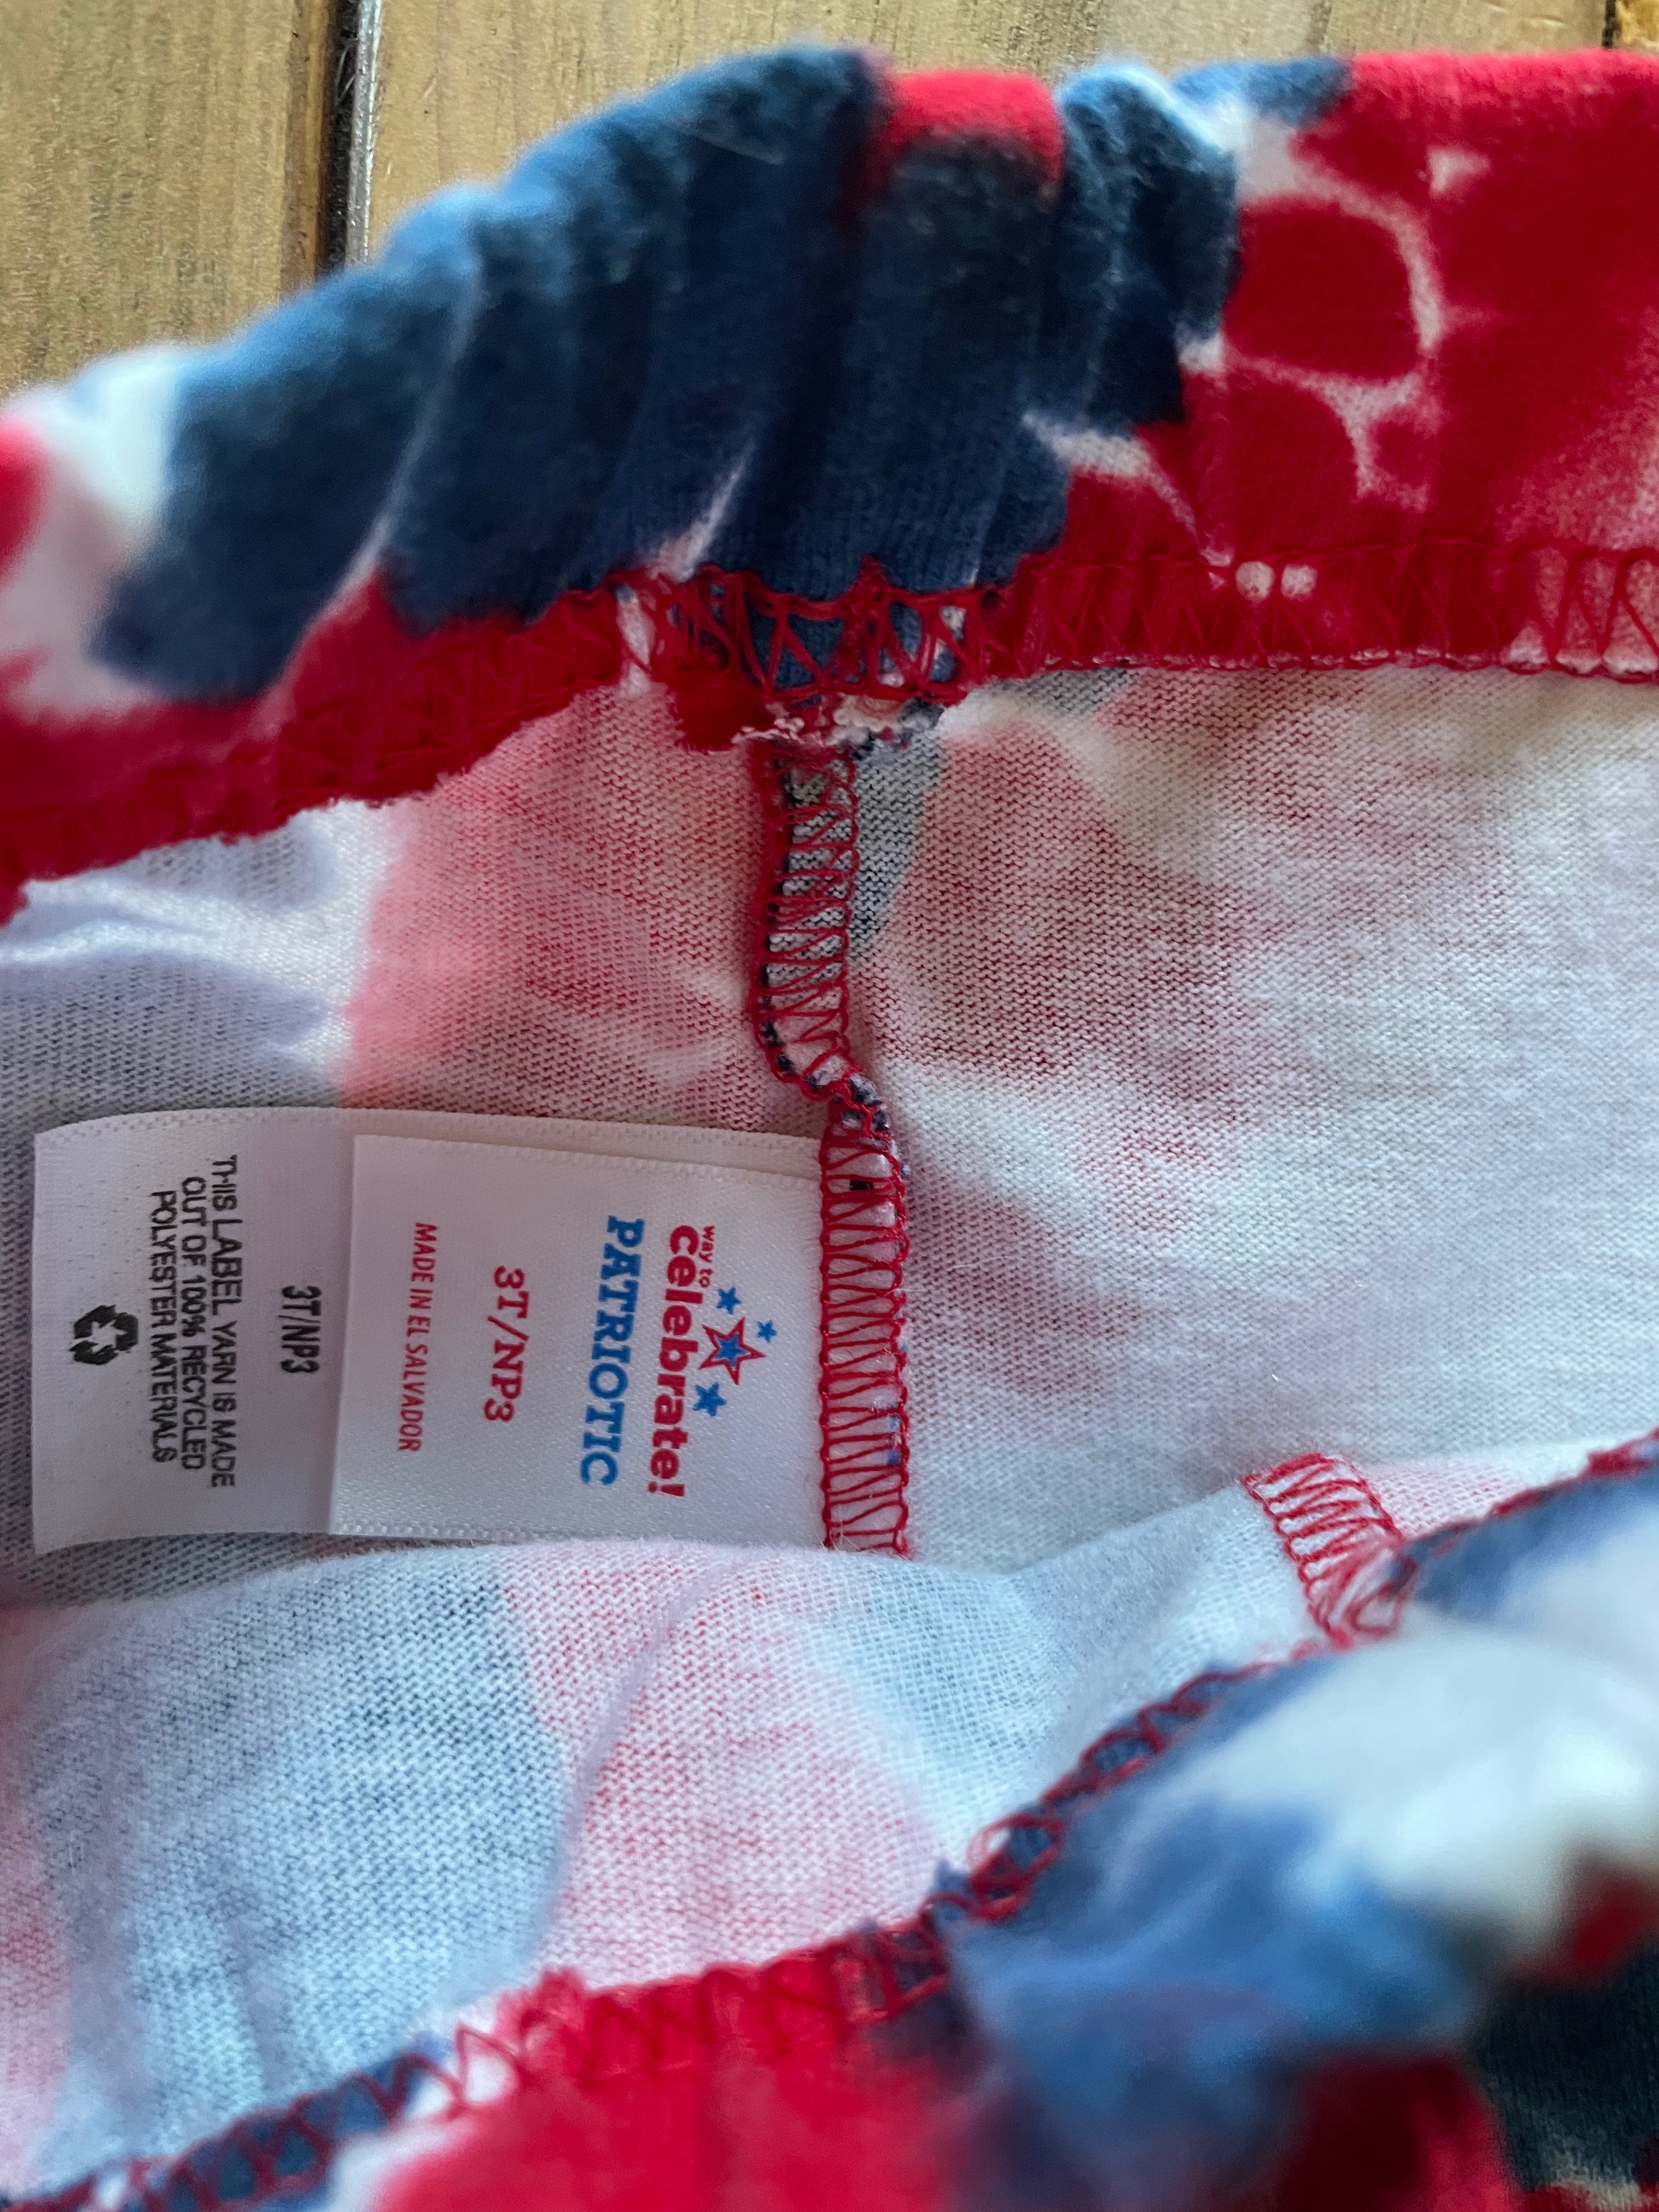 way to
celebrate!
PATRIOTIC
3T/NP3
MADE IN EL SALVADOR
3T/NP3
THIS LABEL YARN IS MADE
OUT OF 100% RECYCLED
POLYESTER MATERIALS